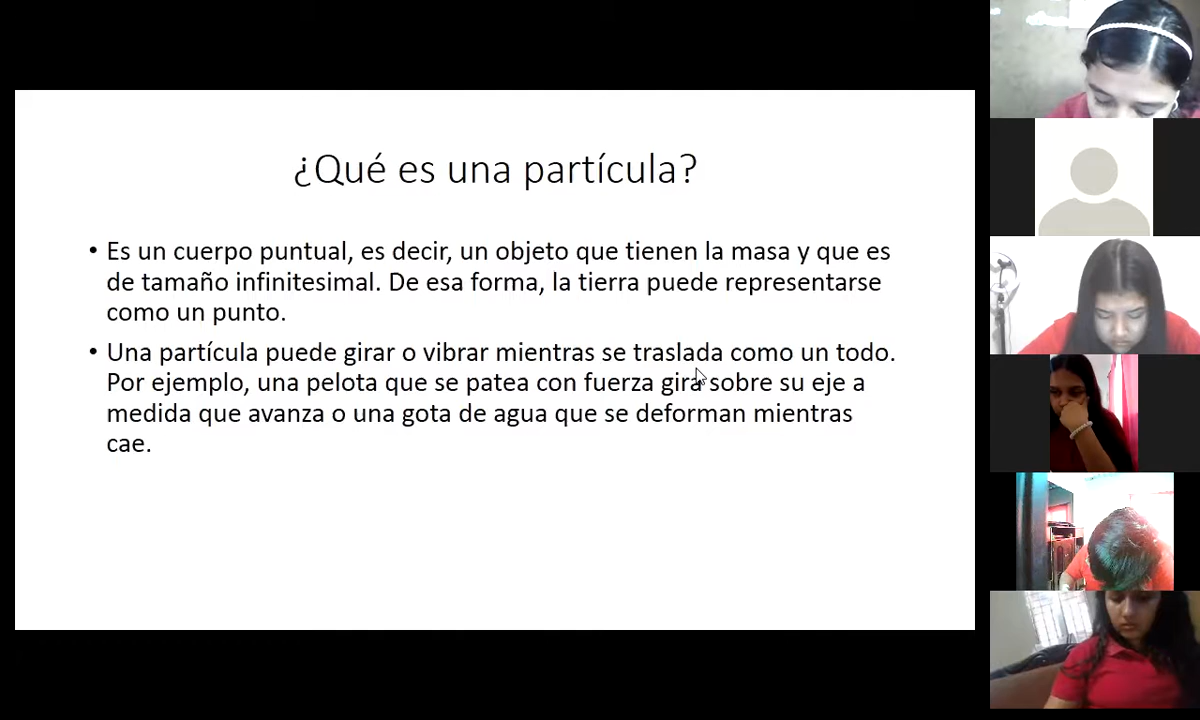 ¿Qué es una partícula?
• Es un cuerpo puntual, es decir, un objeto que tienen la masa y que es
de tamaño infinitesimal. De esa forma, la tierra puede representarse
como un punto.
• Una partícula puede girar o vibrar mientras se traslada como un todo.
Por ejemplo, una pelota que se patea con fuerza gira sobre su eje a
medida que avanza o una gota de agua que se deforman mientras
cae.